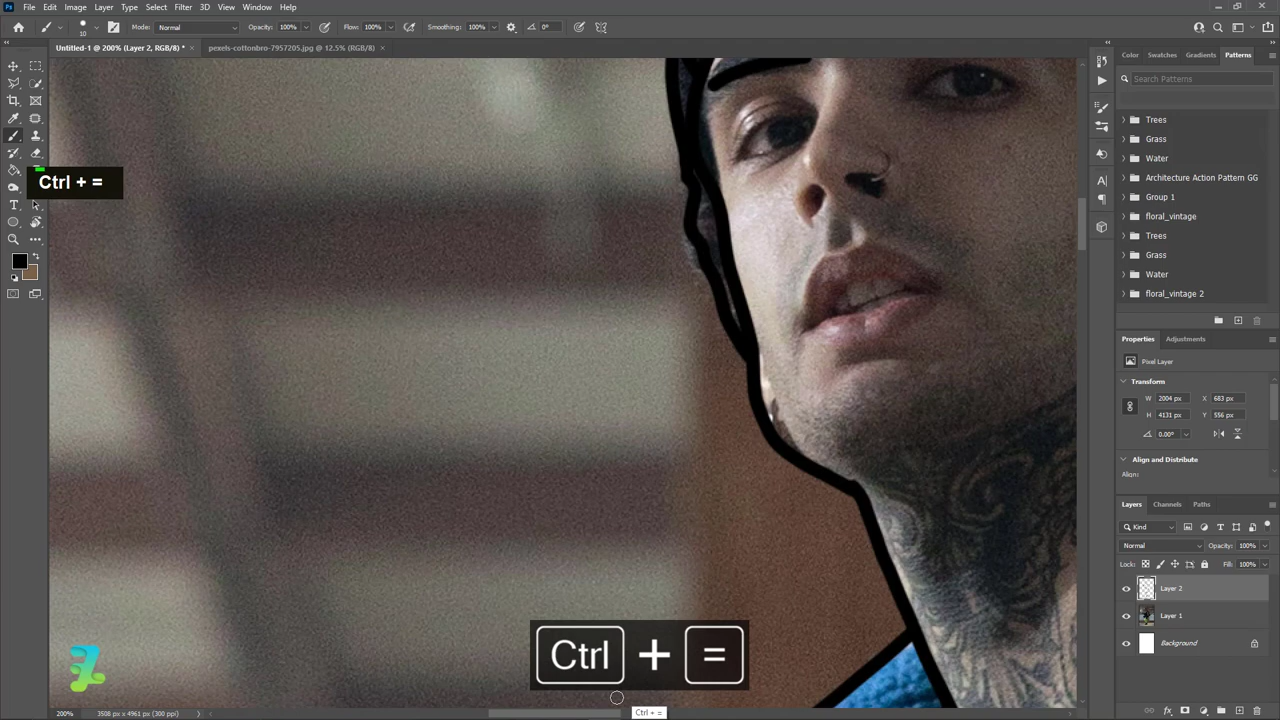 Ps File Edit Image Layer Type Select Filter 3D View Window Help
10 Mode: Normal Opacity: 100% Flow: 100% Smoothing: 100% 0°
Untitled-1 @ 200% (Layer 2, RGB/8) * × pexels-cottonbro-7957205.jpg @ 12.5% (RGB/8) ×
Color Swatches Gradients Patterns
Search Patterns
Trees
Grass
Water
Architecture Action Pattern GG
Group 1
floral_vintage
Trees
Grass
Water
floral_vintage 2
Ctrl + =
T
A
Properties Adjustments
Pixel Layer
Transform
W 2004 px X 683 px
H 4131 px Y 556 px
0.00°
Align and Distribute
Align:
Layers Channels Paths
Kind
Normal Opacity: 100%
Lock: Fill: 100%
Layer 2
Layer 1
Background
Ctrl + =
Ctrl + =
200% 3508 px x 4961 px (300 ppi)
fx